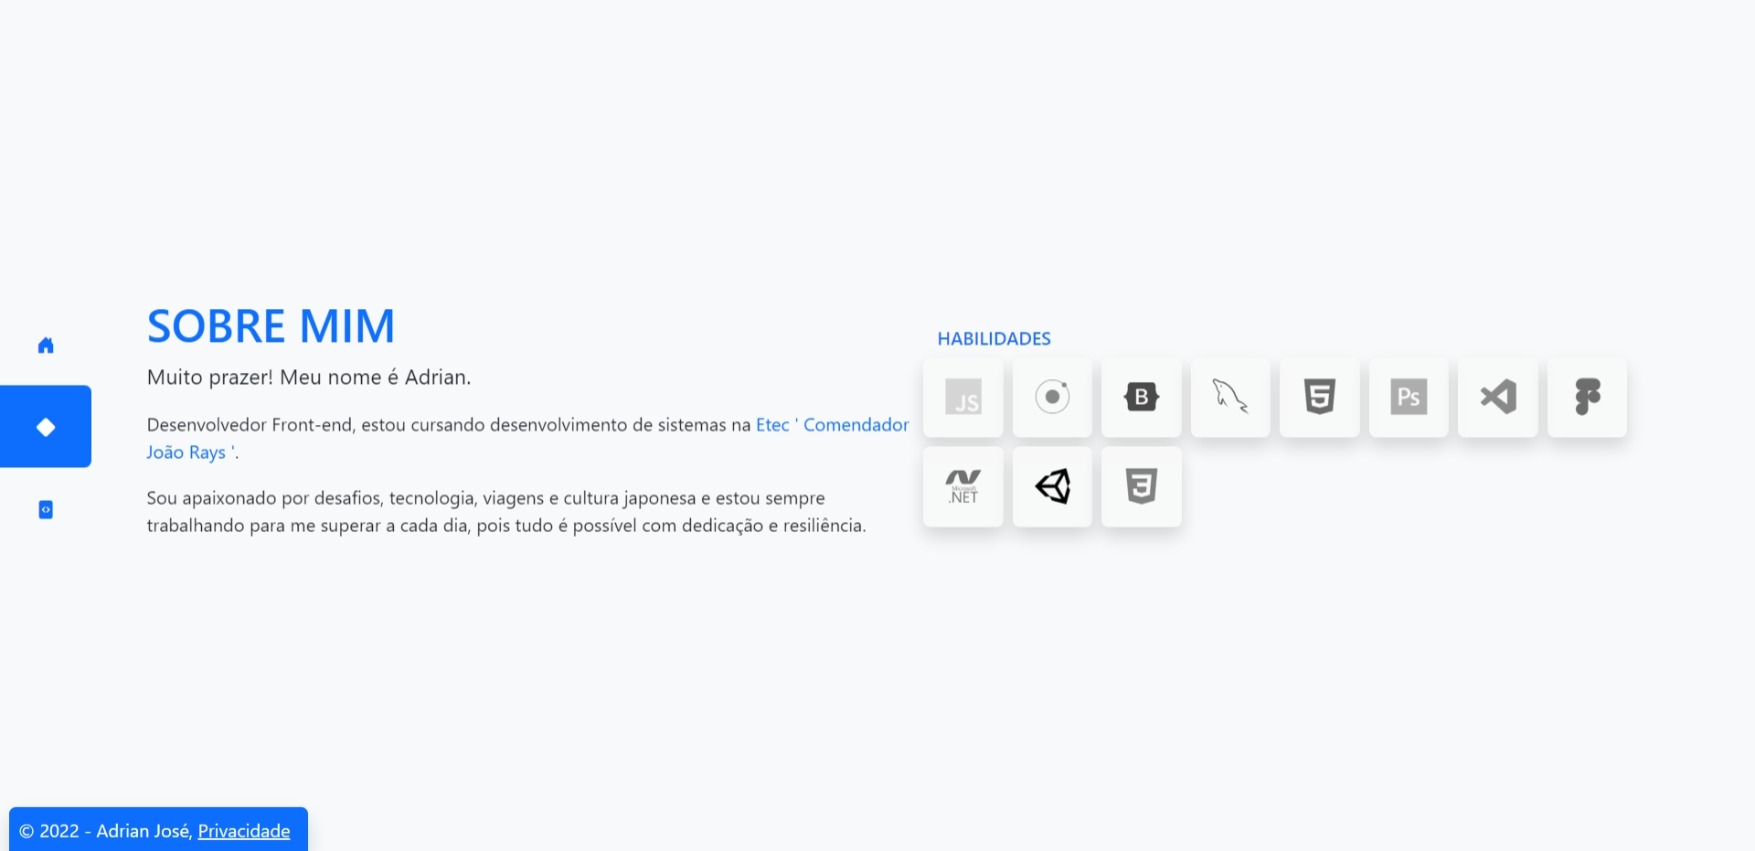 SOBRE MIM
Muito prazer! Meu nome é Adrian.
Desenvolvedor Front-end, estou cursando desenvolvimento de sistemas na Etec ' Comendador
João Rays '.
Sou apaixonado por desafios, tecnologia, viagens e cultura japonesa e estou sempre
trabalhando para me superar a cada dia, pois tudo é possível com dedicação e resiliência.
HABILIDADES
JS
B
5
Ps
Microsoft
.NET
3
© 2022 - Adrian José, Privacidade